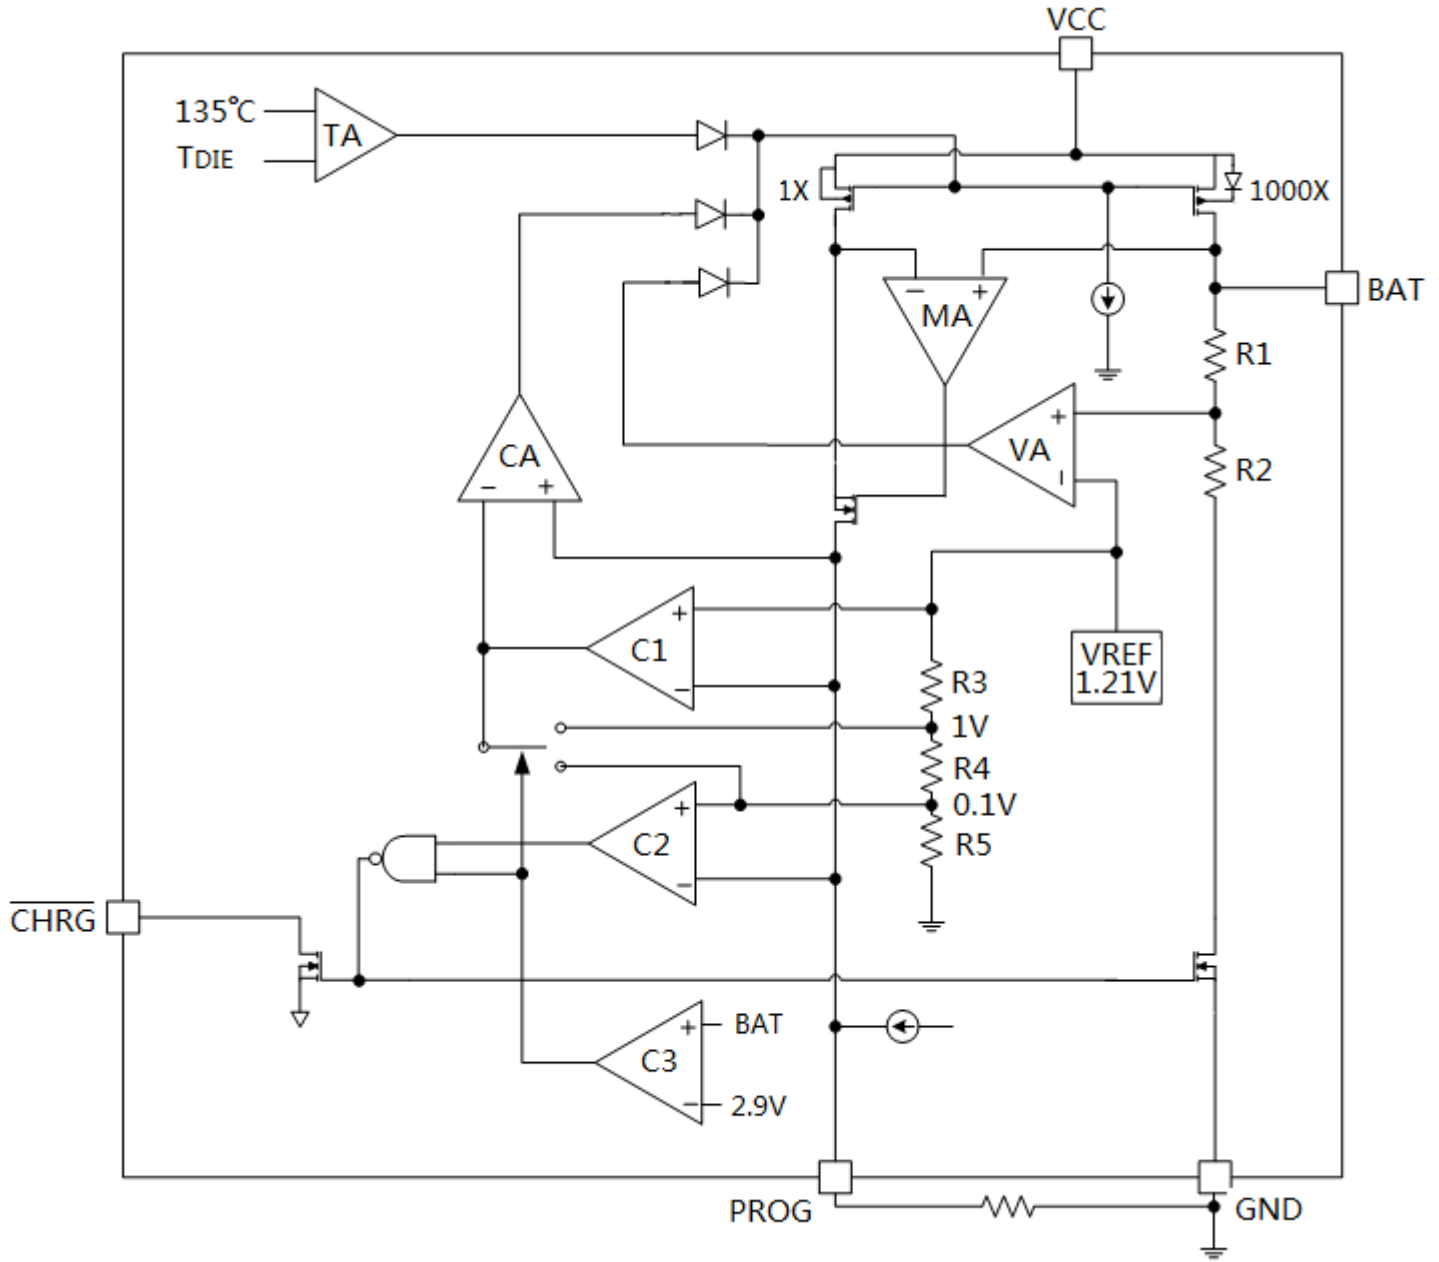 VCC
135℃
TA
TDIE
1X
1000X
BAT
− +
MA
R1
+
VA
−
R2
CA
− +
+
C1
−
VREF
1.21V
R3
1V
R4
0.1V
R5
+
C2
−
CHRG
+ BAT
C3
− 2.9V
PROG
GND